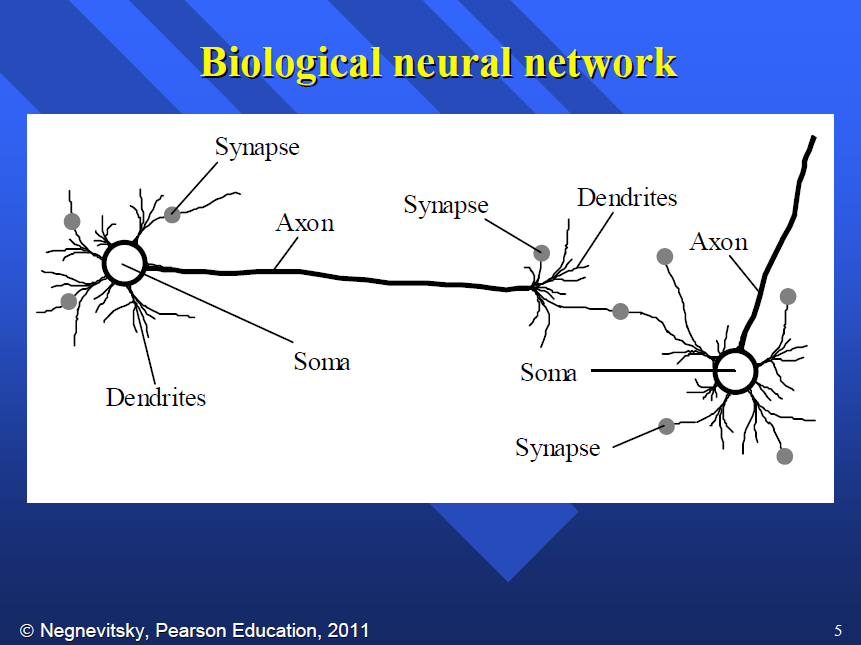 Biological neural network
Synapse
Axon
Synapse
Dendrites
Axon
Soma
Soma
Dendrites
Synapse
© Negnevitsky, Pearson Education, 2011
5